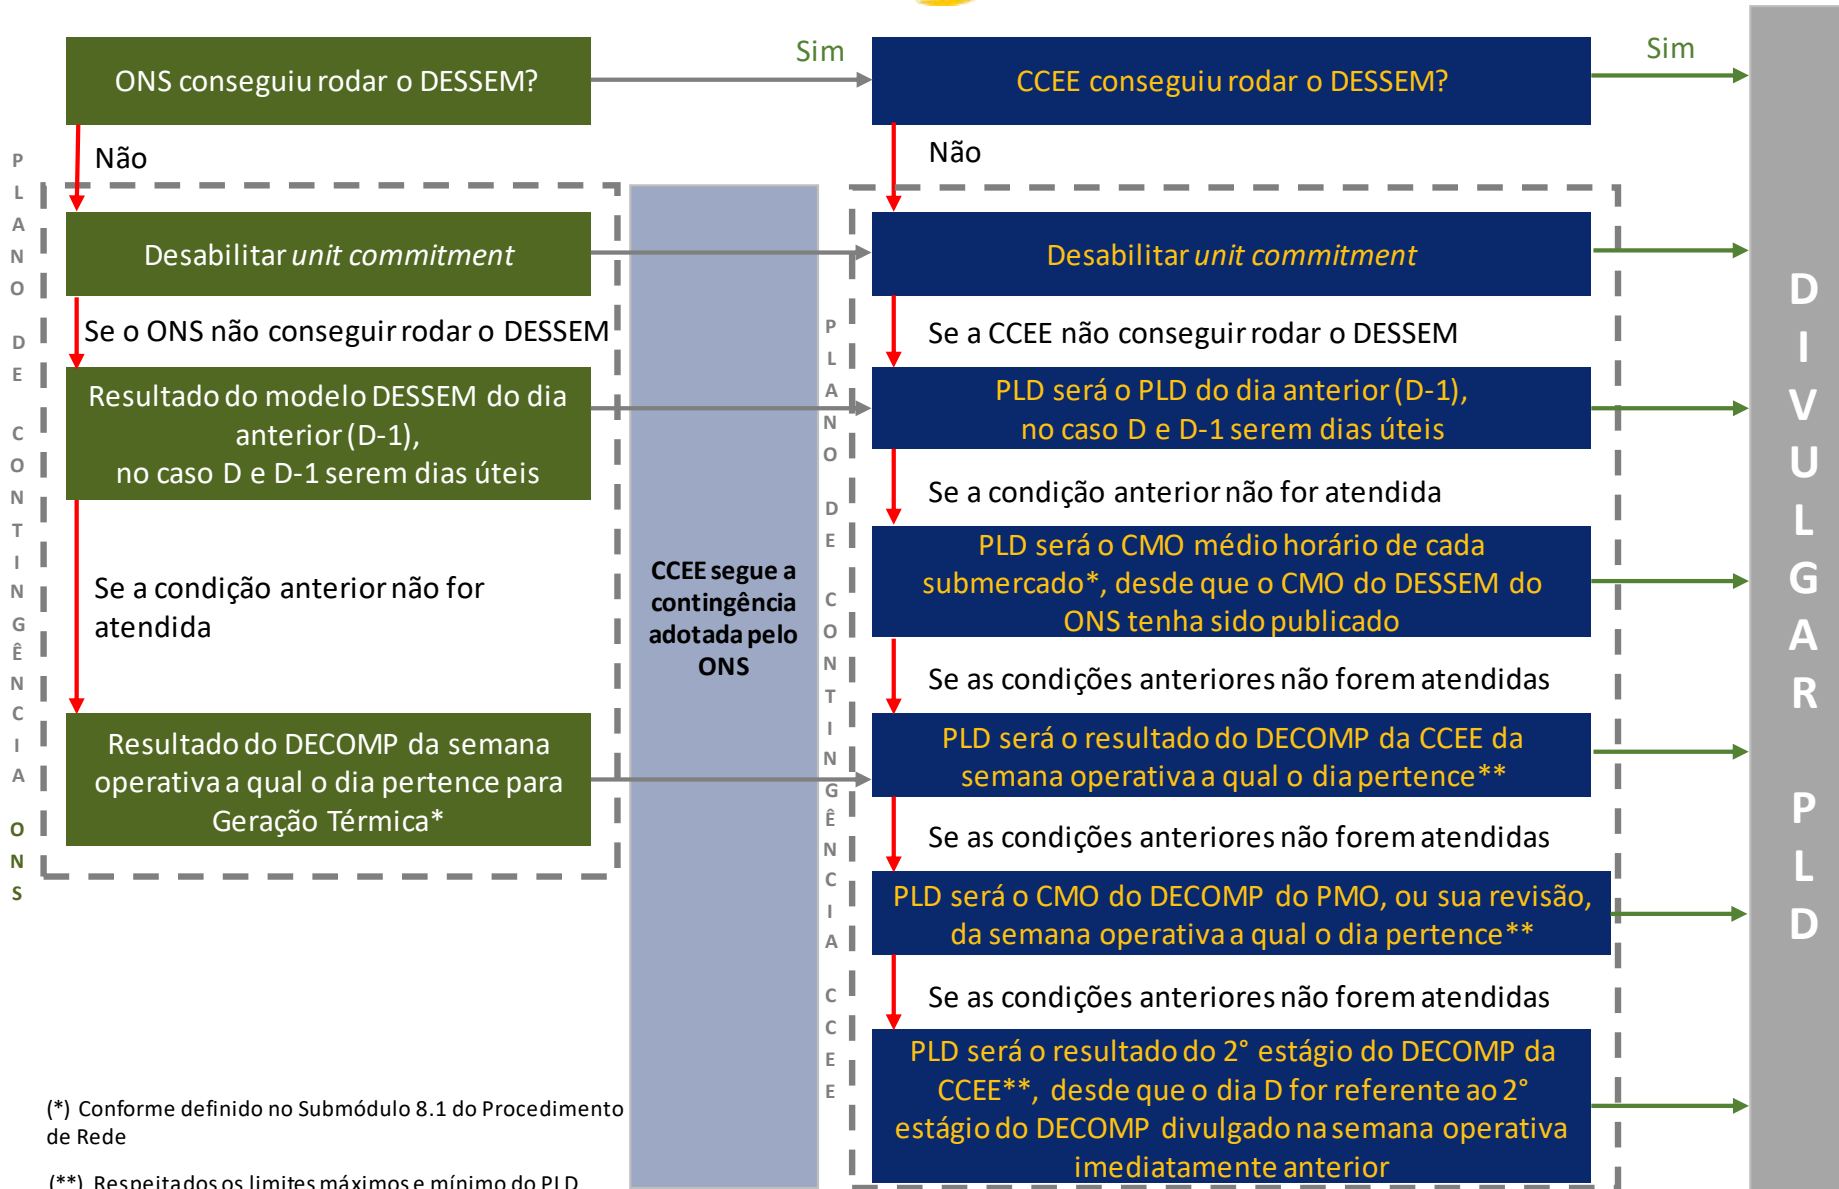 ONS conseguiu rodar o DESSEM?
Sim
CCEE conseguiu rodar o DESSEM?
Sim
Não
Não
PLANO DE CONTINGÊNCIA ONS
Desabilitar unit commitment
Desabilitar unit commitment
Se o ONS não conseguir rodar o DESSEM
Se a CCEE não conseguir rodar o DESSEM
Resultado do modelo DESSEM do dia
anterior (D-1),
no caso D e D-1 serem dias úteis
PLD será o PLD do dia anterior (D-1),
no caso D e D-1 serem dias úteis
Se a condição anterior não for
atendida
Se a condição anterior não for atendida
CCEE segue a
contingência
adotada pelo
ONS
PLANO DE CONTINGÊNCIA CCEE
PLD será o CMO médio horário de cada
submercado*, desde que o CMO do DESSEM do
ONS tenha sido publicado
Se as condições anteriores não forem atendidas
Resultado do DECOMP da semana
operativa a qual o dia pertence para
Geração Térmica*
PLD será o resultado do DECOMP da CCEE da
semana operativa a qual o dia pertence**
Se as condições anteriores não forem atendidas
PLD será o CMO do DECOMP do PMO, ou sua revisão,
da semana operativa a qual o dia pertence**
Se as condições anteriores não forem atendidas
PLD será o resultado do 2° estágio do DECOMP da
CCEE**, desde que o dia D for referente ao 2°
estágio do DECOMP divulgado na semana operativa
imediatamente anterior
DIVULGAR PLD
(*) Conforme definido no Submódulo 8.1 do Procedimento
de Rede
(**) Respeitados os limites máximos e mínimo do PLD